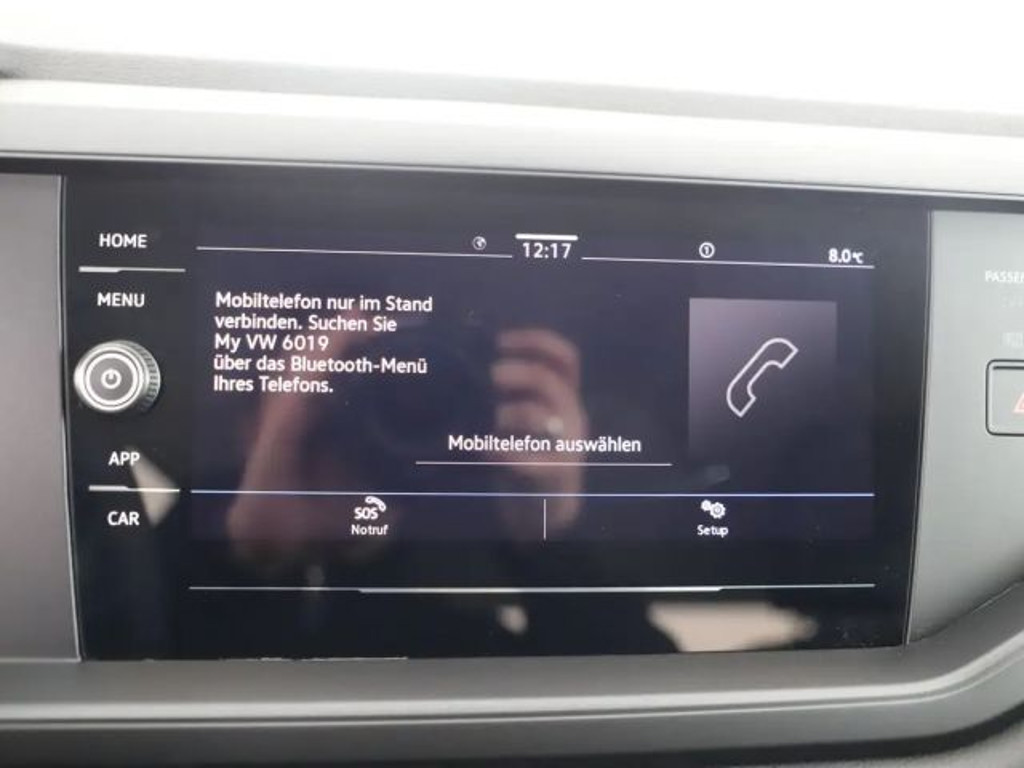 HOME
MENU
APP
CAR
12:17
1
8.0°C
Mobiltelefon nur im Stand
verbinden. Suchen Sie
My VW 6019
über das Bluetooth-Menü
Ihres Telefons.
Mobiltelefon auswählen
SOS
Notruf
Setup